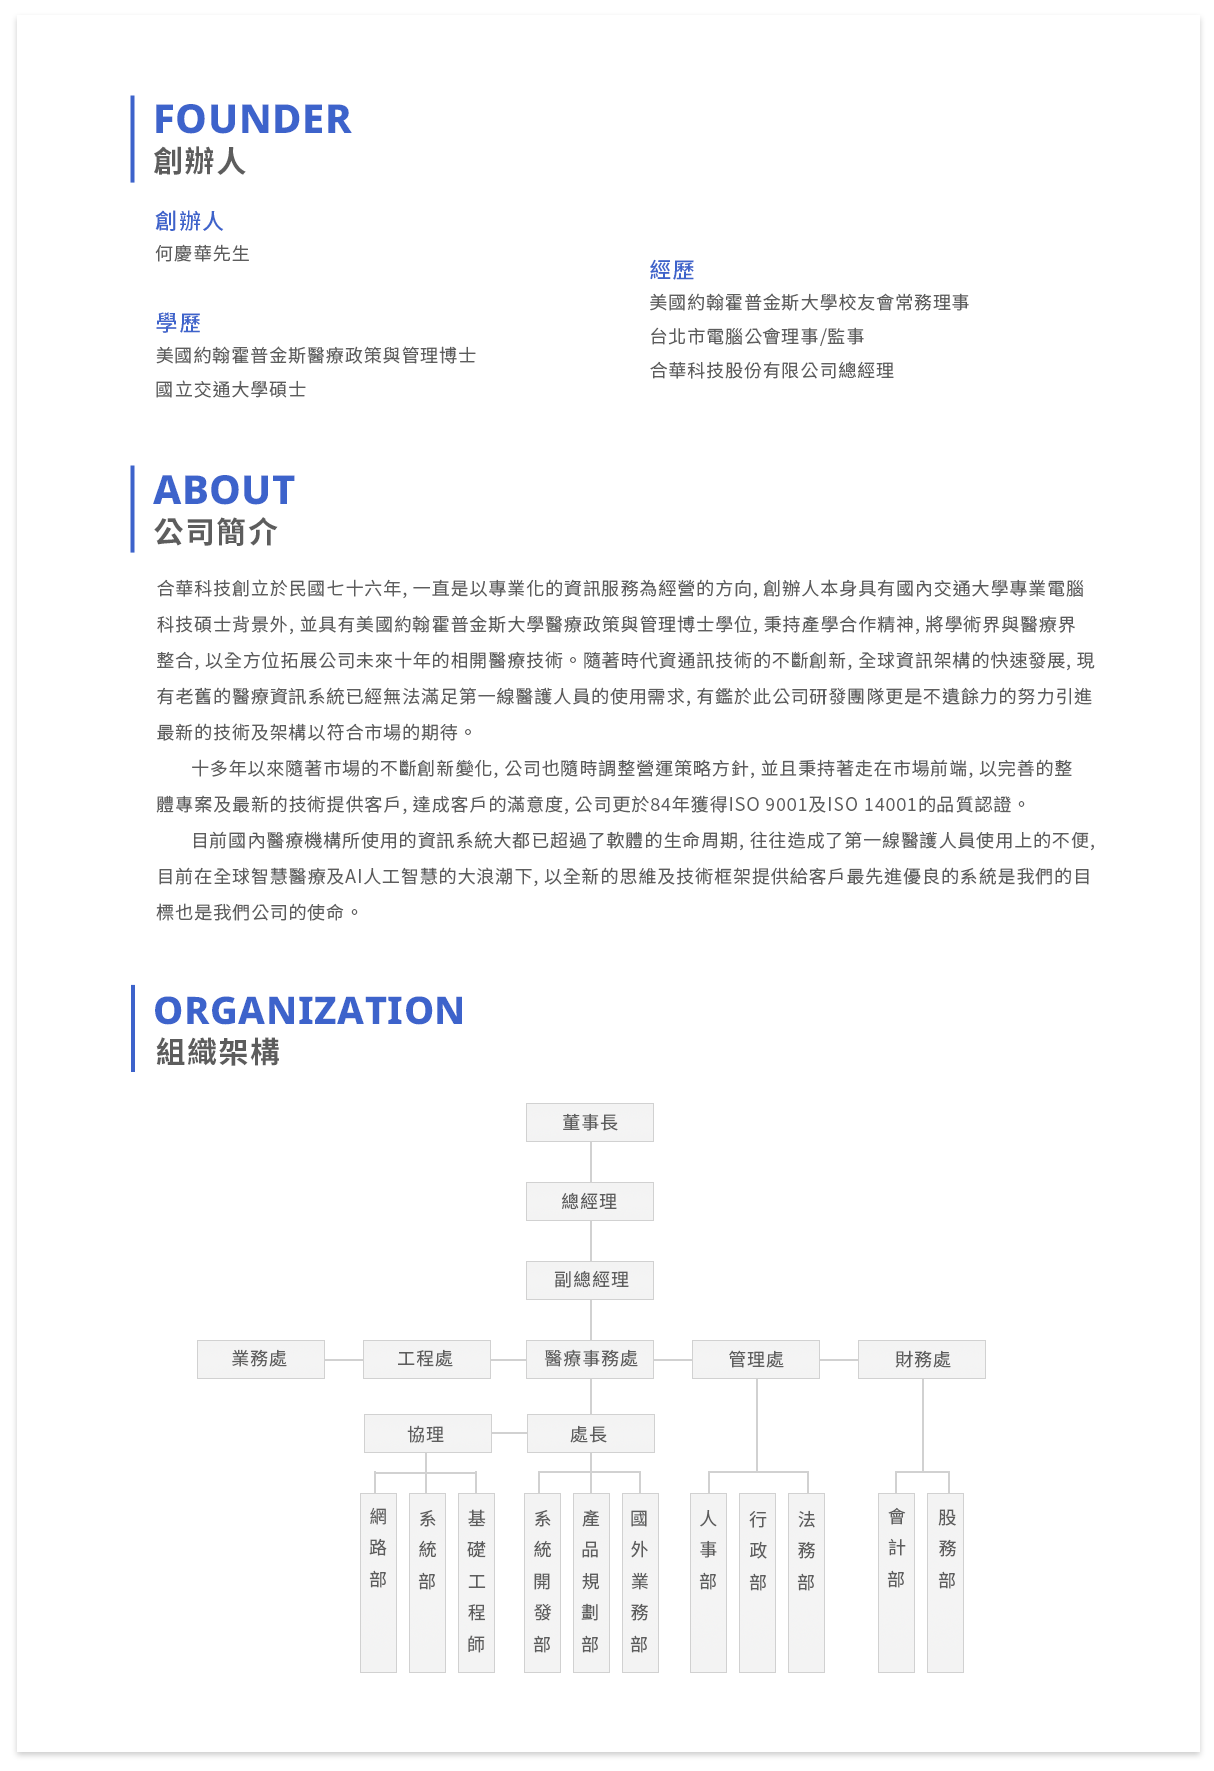 FOUNDER
創辦人
創辦人
何慶華先生
學歷
美國約翰霍普金斯醫療政策與管理博士
國立交通大學碩士
經歷
美國約翰霍普金斯大學校友會常務理事
台北市電腦公會理事/監事
合華科技股份有限公司總經理
ABOUT
公司簡介
合華科技創立於民國七十六年, 一直是以專業化的資訊服務為經營的方向, 創辦人本身具有國內交通大學專業電腦
科技碩士背景外, 並具有美國約翰霍普金斯大學醫療政策與管理博士學位, 秉持產學合作精神, 將學術界與醫療界
整合, 以全方位拓展公司未來十年的相關醫療技術。隨著時代資通訊技術的不斷創新, 全球資訊架構的快速發展, 現
有老舊的醫療資訊系統已經無法滿足第一線醫護人員的使用需求, 有鑑於此公司研發團隊更是不遺餘力的努力引進
最新的技術及架構以符合市場的期待。
十多年以來隨著市場的不斷創新變化, 公司也隨時調整營運策略方針, 並且秉持著走在市場前端, 以完善的整
體專案及最新的技術提供客戶, 達成客戶的滿意度, 公司更於84年獲得ISO 9001及ISO 14001的品質認證。
目前國內醫療機構所使用的資訊系統大都已超過了軟體的生命周期, 往往造成了第一線醫護人員使用上的不便,
目前在全球智慧醫療及AI人工智慧的大浪潮下, 以全新的思維及技術框架提供給客戶最先進優良的系統是我們的目
標也是我們公司的使命。
ORGANIZATION
組織架構
董事長
總經理
副總經理
業務處
工程處
醫療事務處
管理處
財務處
協理
處長
網路部
系統部
基礎工程師
系統開發部
產品規劃部
國外業務部
人事部
行政部
法務部
會計部
股務部